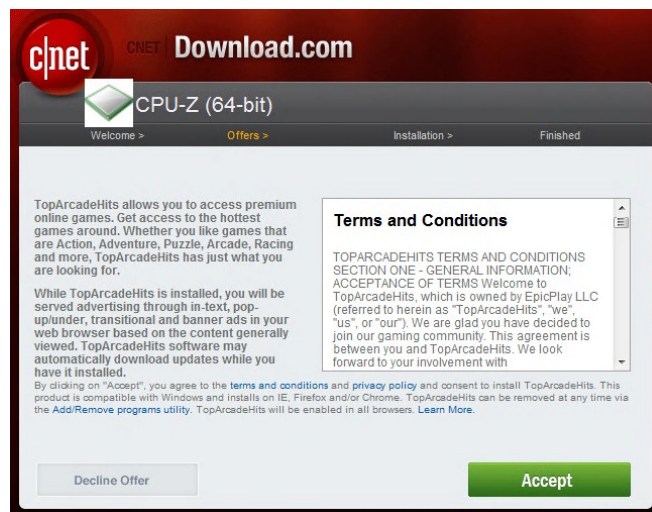 c|net CNET Download.com
CPU-Z (64-bit)
Welcome > Offers > Installation > Finished
TopArcadeHits allows you to access premium
online games. Get access to the hottest
games around. Whether you like games that
are Action, Adventure, Puzzle, Arcade, Racing
and more, TopArcadeHits has just what you
are looking for.
While TopArcadeHits is installed, you will be
served advertising through in-text, pop-
up/under, transitional and banner ads in your
web browser based on the content generally
viewed. TopArcadeHits software may
automatically download updates while you
have it installed.
Terms and Conditions
TOPARCADEHITS TERMS AND CONDITIONS
SECTION ONE - GENERAL INFORMATION;
ACCEPTANCE OF TERMS Welcome to
TopArcadeHits, which is owned by EpicPlay LLC
(referred to herein as "TopArcadeHits", "we",
"us", or "our"). We are glad you have decided to
join our gaming community. This agreement is
between you and TopArcadeHits. We look
forward to your involvement with
By clicking on "Accept", you agree to the terms and conditions and privacy policy and consent to install TopArcadeHits. This
product is compatible with Windows and installs on IE, Firefox and/or Chrome. TopArcadeHits can be removed at any time via
the Add/Remove programs utility. TopArcadeHits will be enabled in all browsers. Learn More.
Decline Offer
Accept